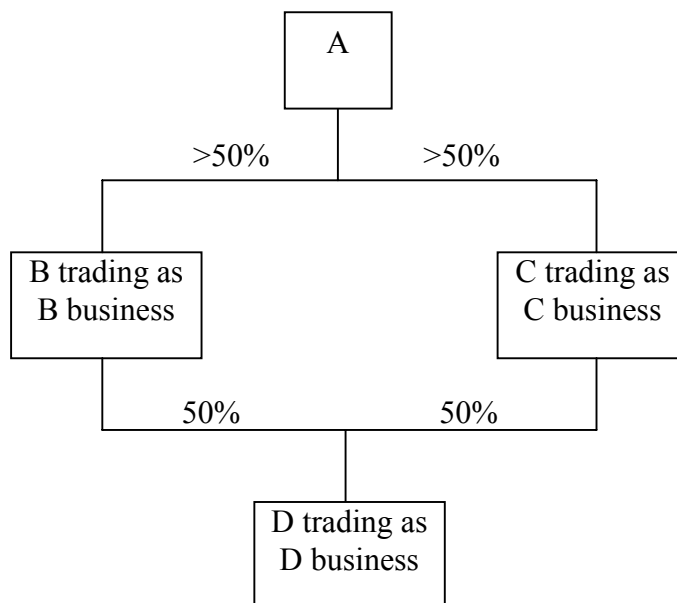 A
>50% >50%
B trading as
B business
C trading as
C business
50% 50%
D trading as
D business